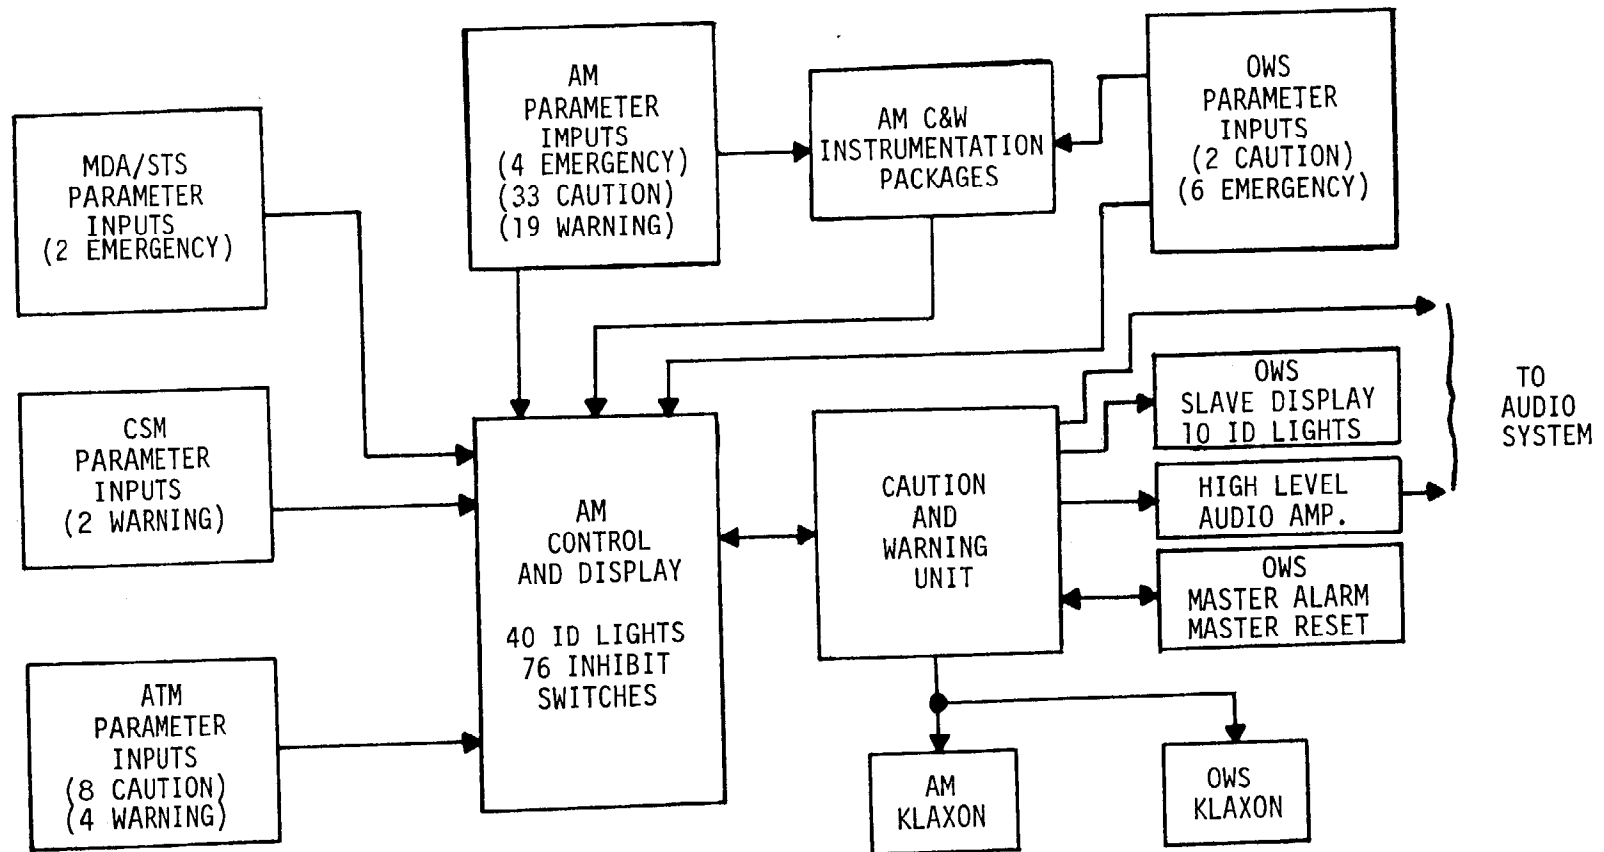 MDA/STS
PARAMETER
INPUTS
(2 EMERGENCY)
AM
PARAMETER
IMPUTS
(4 EMERGENCY)
(33 CAUTION)
(19 WARNING)
AM C&W
INSTRUMENTATION
PACKAGES
OWS
PARAMETER
INPUTS
(2 CAUTION)
(6 EMERGENCY)
CSM
PARAMETER
INPUTS
(2 WARNING)
ATM
PARAMETER
INPUTS
(8 CAUTION)
(4 WARNING)
AM
CONTROL
AND DISPLAY
40 ID LIGHTS
76 INHIBIT
SWITCHES
CAUTION
AND
WARNING
UNIT
OWS
SLAVE DISPLAY
10 ID LIGHTS
HIGH LEVEL
AUDIO AMP.
OWS
MASTER ALARM
MASTER RESET
TO
AUDIO
SYSTEM
AM
KLAXON
OWS
KLAXON